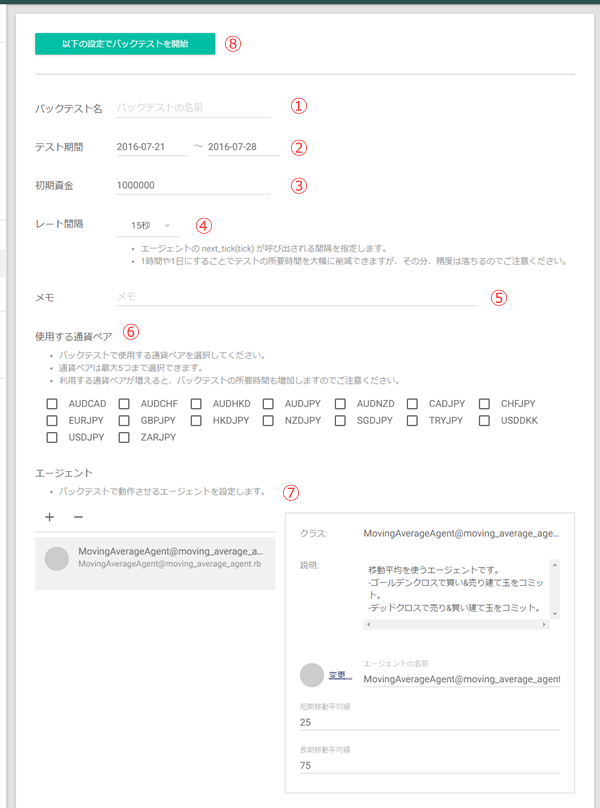 以下の設定でバックテストを開始 ⑧
バックテスト名 バックテストの名前 ①
テスト期間 2016-07-21 ～ 2016-07-28 ②
初期資金 1000000 ③
レート間隔 15秒 ④
• エージェントの next_tick(tick) が呼び出される間隔を指定します。
• 1時間や1日にすることでテストの所要時間を大幅に削減できますが、その分、精度は落ちるのでご注意ください。
メモ メモ ⑤
使用する通貨ペア ⑥
• バックテストで使用する通貨ペアを選択してください。
• 通貨ペアは最大5つまで選択できます。
• 利用する通貨ペアが増えると、バックテストの所要時間も増加しますのでご注意ください。
AUDCAD AUDCHF AUDHKD AUDJPY AUDNZD CADJPY CHFJPY
EURJPY GBPJPY HKDJPY NZDJPY SGDJPY TRYJPY USDDKK
USDJPY ZARJPY
エージェント
• バックテストで動作させるエージェントを設定します。 ⑦
+ −
MovingAverageAgent@moving_average_a...
MovingAverageAgent@moving_average_agent.rb
クラス: MovingAverageAgent@moving_average_age...
説明: 移動平均を使うエージェントです。
-ゴールデンクロスで買い&売り建て玉をコミッ
ト。
-デッドクロスで売り&買い建て玉をコミット。
エージェントの名前
変更... MovingAverageAgent@moving_average_agent
短期移動平均線
25
長期移動平均線
75